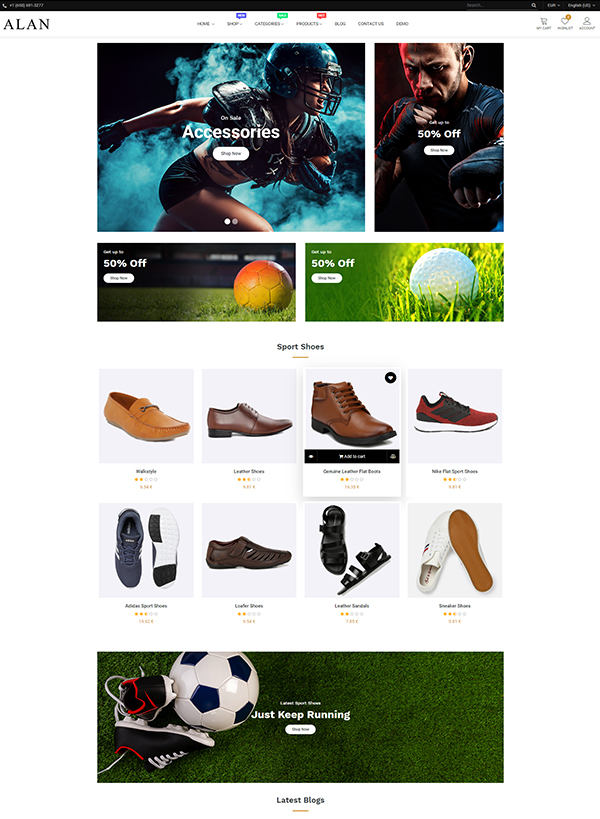 +1 (650) 681-3277
Search...
EUR
English (US)
ALAN
NEW
SALE
HOT
HOME
SHOP
CATEGORIES
PRODUCTS
BLOG
CONTACT US
DEMO
MY CART
WISHLIST
ACCOUNT
On Sale
Accessories
Shop Now
Get up to
50% Off
Shop Now
Get up to
50% Off
Shop Now
Get up to
50% Off
Shop Now
Sport Shoes
Add to cart
Walkstyle
Leather Shoes
Genuine Leather Flat Boots
Nike Flat Sport Shoes
6.54 €
9.81 €
16.35 €
9.81 €
Adidas Sport Shoes
Loafer Shoes
Leather Sandals
Sneaker Shoes
19.62 €
6.54 €
7.85 €
9.81 €
Latest Sport Shoes
Just Keep Running
Shop Now
Latest Blogs